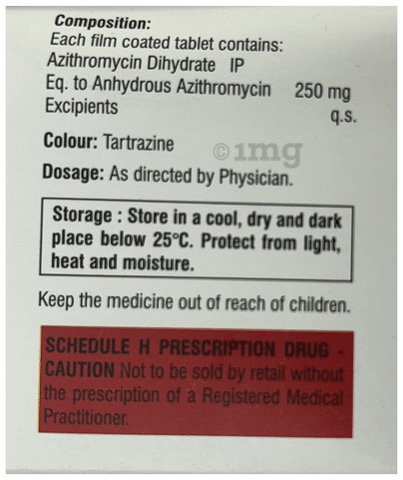 Composition:
Each film coated tablet contains:
Azithromycin Dihydrate IP
Eq. to Anhydrous Azithromycin 250 mg
Excipients q.s.
Colour: Tartrazine
©1mg
Dosage: As directed by Physician.
Storage : Store in a cool, dry and dark
place below 25°C. Protect from light,
heat and moisture.
Keep the medicine out of reach of children.
SCHEDULE H PRESCRIPTION DRUG -
CAUTION Not to be sold by retail without
the prescription of a Registered Medical
Practitioner.